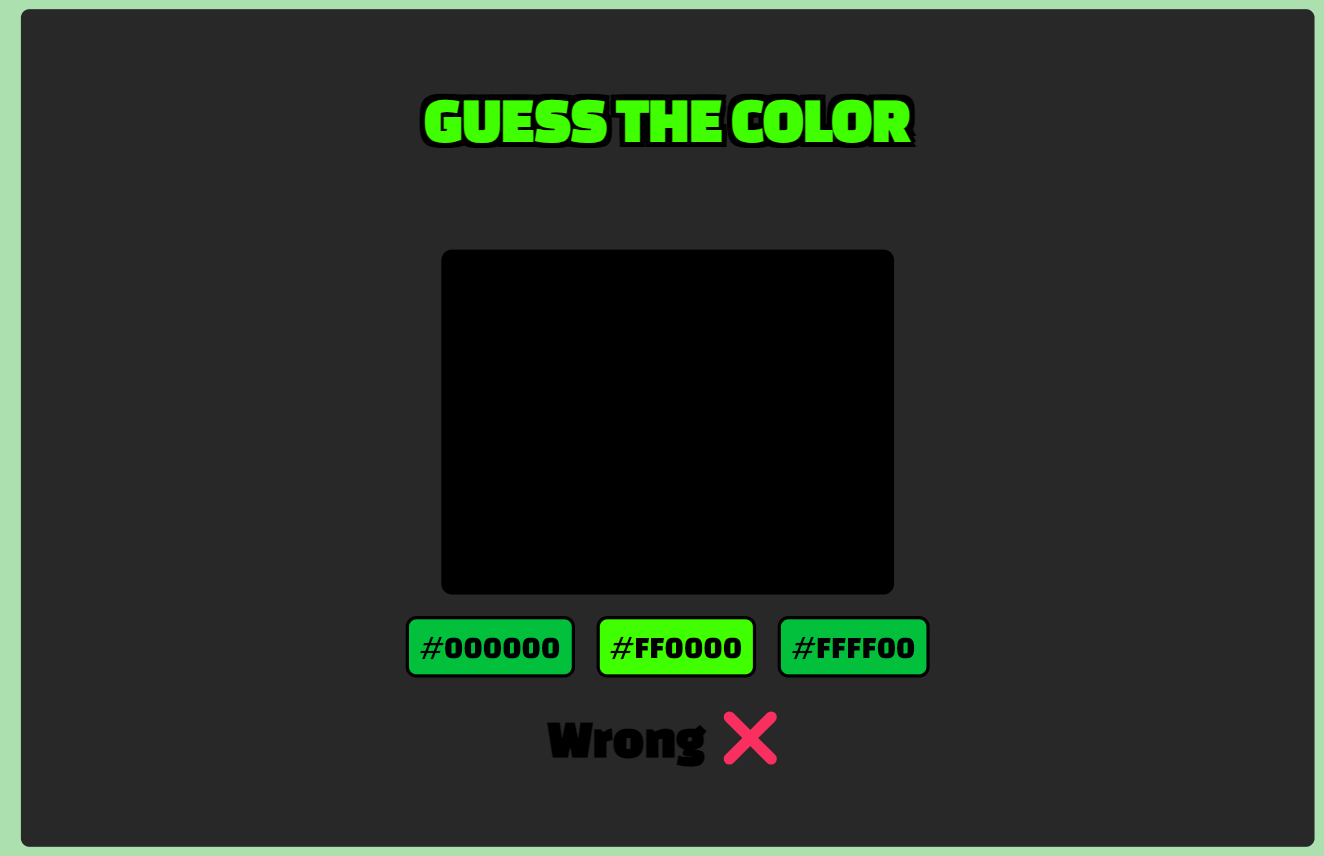 GUESS THE COLOR
#000000 #FF0000 #FFFF00
Wrong ❌